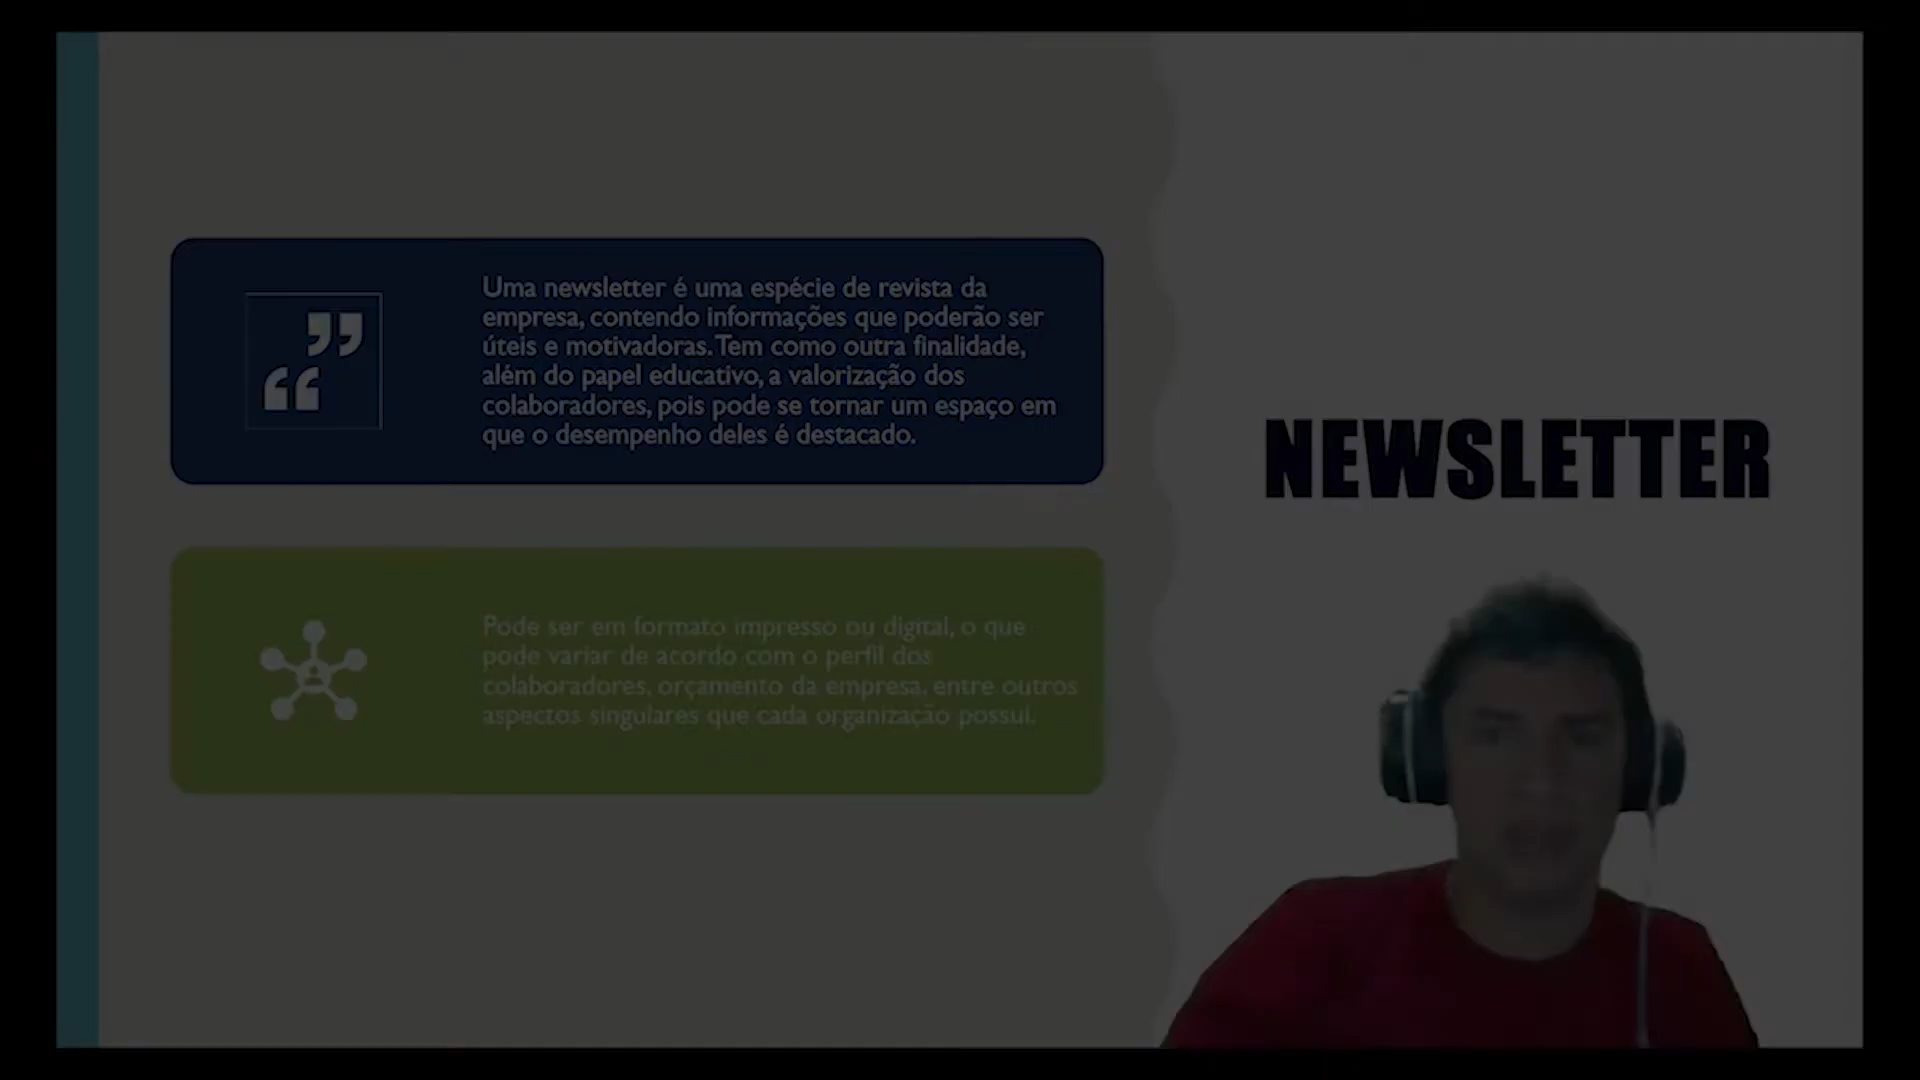 Uma newsletter é uma espécie de revista da
empresa, contendo informações que poderão ser
úteis e motivadoras. Tem como outra finalidade,
além do papel educativo, a valorização dos
colaboradores, pois pode se tornar um espaço em
que o desempenho deles é destacado.
NEWSLETTER
Pode ser em formato impresso ou digital, o que
pode variar de acordo com o perfil dos
colaboradores, orçamento da empresa, entre outros
aspectos singulares que cada organização possui.